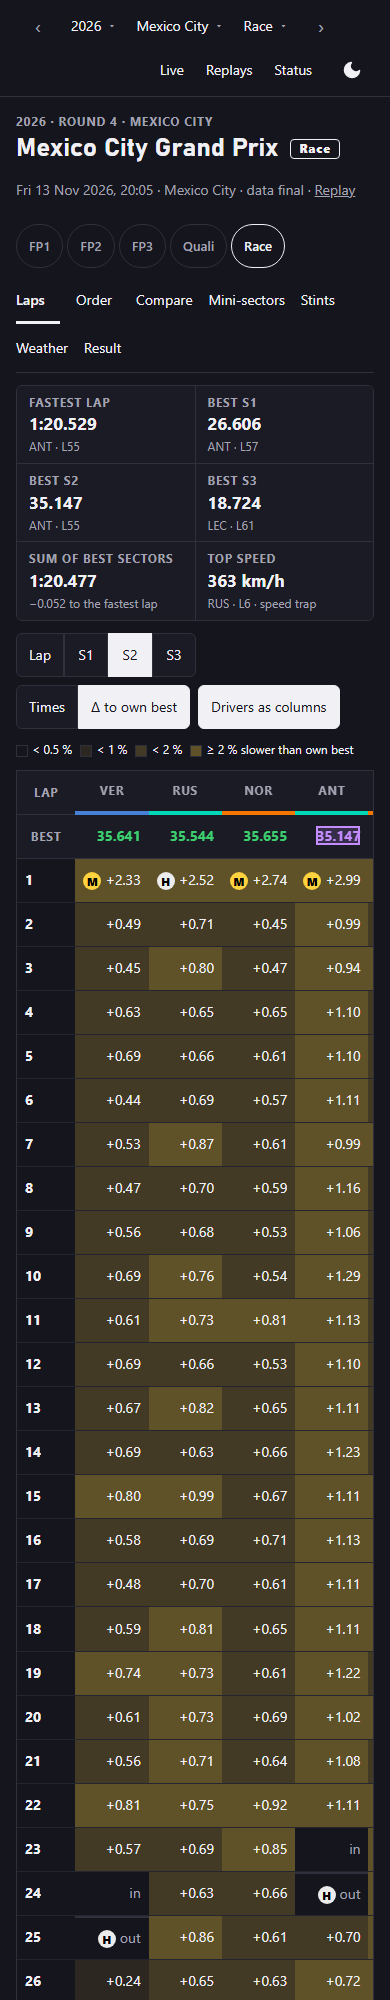 ‹ 2026 Mexico City Race ›
Live Replays Status
2026 · ROUND 4 · MEXICO CITY
Mexico City Grand Prix Race
Fri 13 Nov 2026, 20:05 · Mexico City · data final · Replay
FP1 FP2 FP3 Quali Race
Laps Order Compare Mini-sectors Stints
Weather Result
FASTEST LAP BEST S1
1:20.529 26.606
ANT · L55 ANT · L57
BEST S2 BEST S3
35.147 18.724
ANT · L55 LEC · L61
SUM OF BEST SECTORS TOP SPEED
1:20.477 363 km/h
−0.052 to the fastest lap RUS · L6 · speed trap
Lap S1 S2 S3
Times Δ to own best Drivers as columns
< 0.5 % < 1 % < 2 % ≥ 2 % slower than own best
LAP VER RUS NOR ANT
BEST 35.641 35.544 35.655 35.147
1 M +2.33 H +2.52 M +2.74 M +2.99
2 +0.49 +0.71 +0.45 +0.99
3 +0.45 +0.80 +0.47 +0.94
4 +0.63 +0.65 +0.65 +1.10
5 +0.69 +0.66 +0.61 +1.10
6 +0.44 +0.69 +0.57 +1.11
7 +0.53 +0.87 +0.61 +0.99
8 +0.47 +0.70 +0.59 +1.16
9 +0.56 +0.68 +0.53 +1.06
10 +0.69 +0.76 +0.54 +1.29
11 +0.61 +0.73 +0.81 +1.13
12 +0.69 +0.66 +0.53 +1.10
13 +0.67 +0.82 +0.65 +1.11
14 +0.69 +0.63 +0.66 +1.23
15 +0.80 +0.99 +0.67 +1.11
16 +0.58 +0.69 +0.71 +1.13
17 +0.48 +0.70 +0.61 +1.11
18 +0.59 +0.81 +0.65 +1.11
19 +0.74 +0.73 +0.61 +1.22
20 +0.61 +0.73 +0.69 +1.02
21 +0.56 +0.71 +0.64 +1.08
22 +0.81 +0.75 +0.92 +1.11
23 +0.57 +0.69 +0.85 in
24 in +0.63 +0.66 H out
25 H out +0.86 +0.61 +0.70
26 +0.24 +0.65 +0.63 +0.72